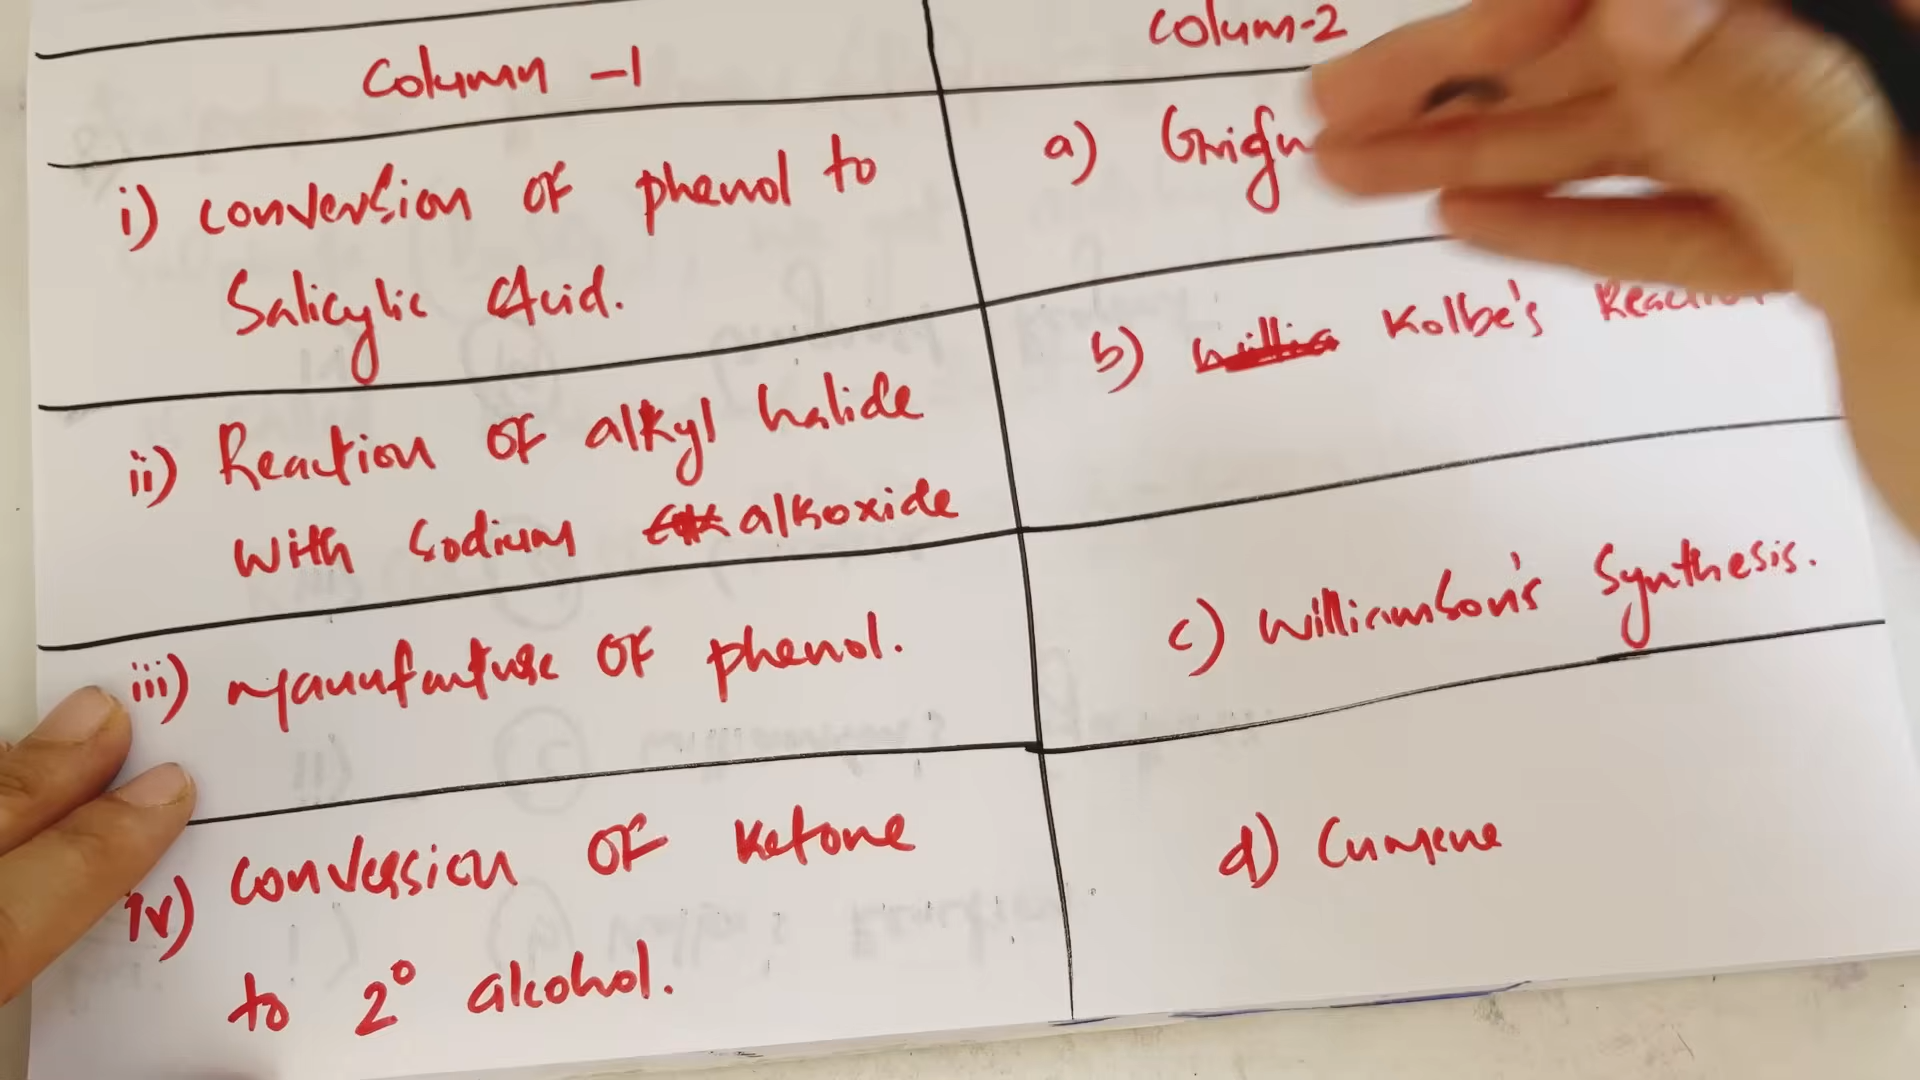 Column -1
Colum-2
i) conversion of phenol to
Salicylic Acid.
a)
ii) Reaction of alkyl halide
with sodium alkoxide
b) Kolbe's Reaction
iii) Manufacture of phenol.
c) Williamson's Synthesis.
iv) conversion of Ketone
to 2° alcohol.
d) Cumene